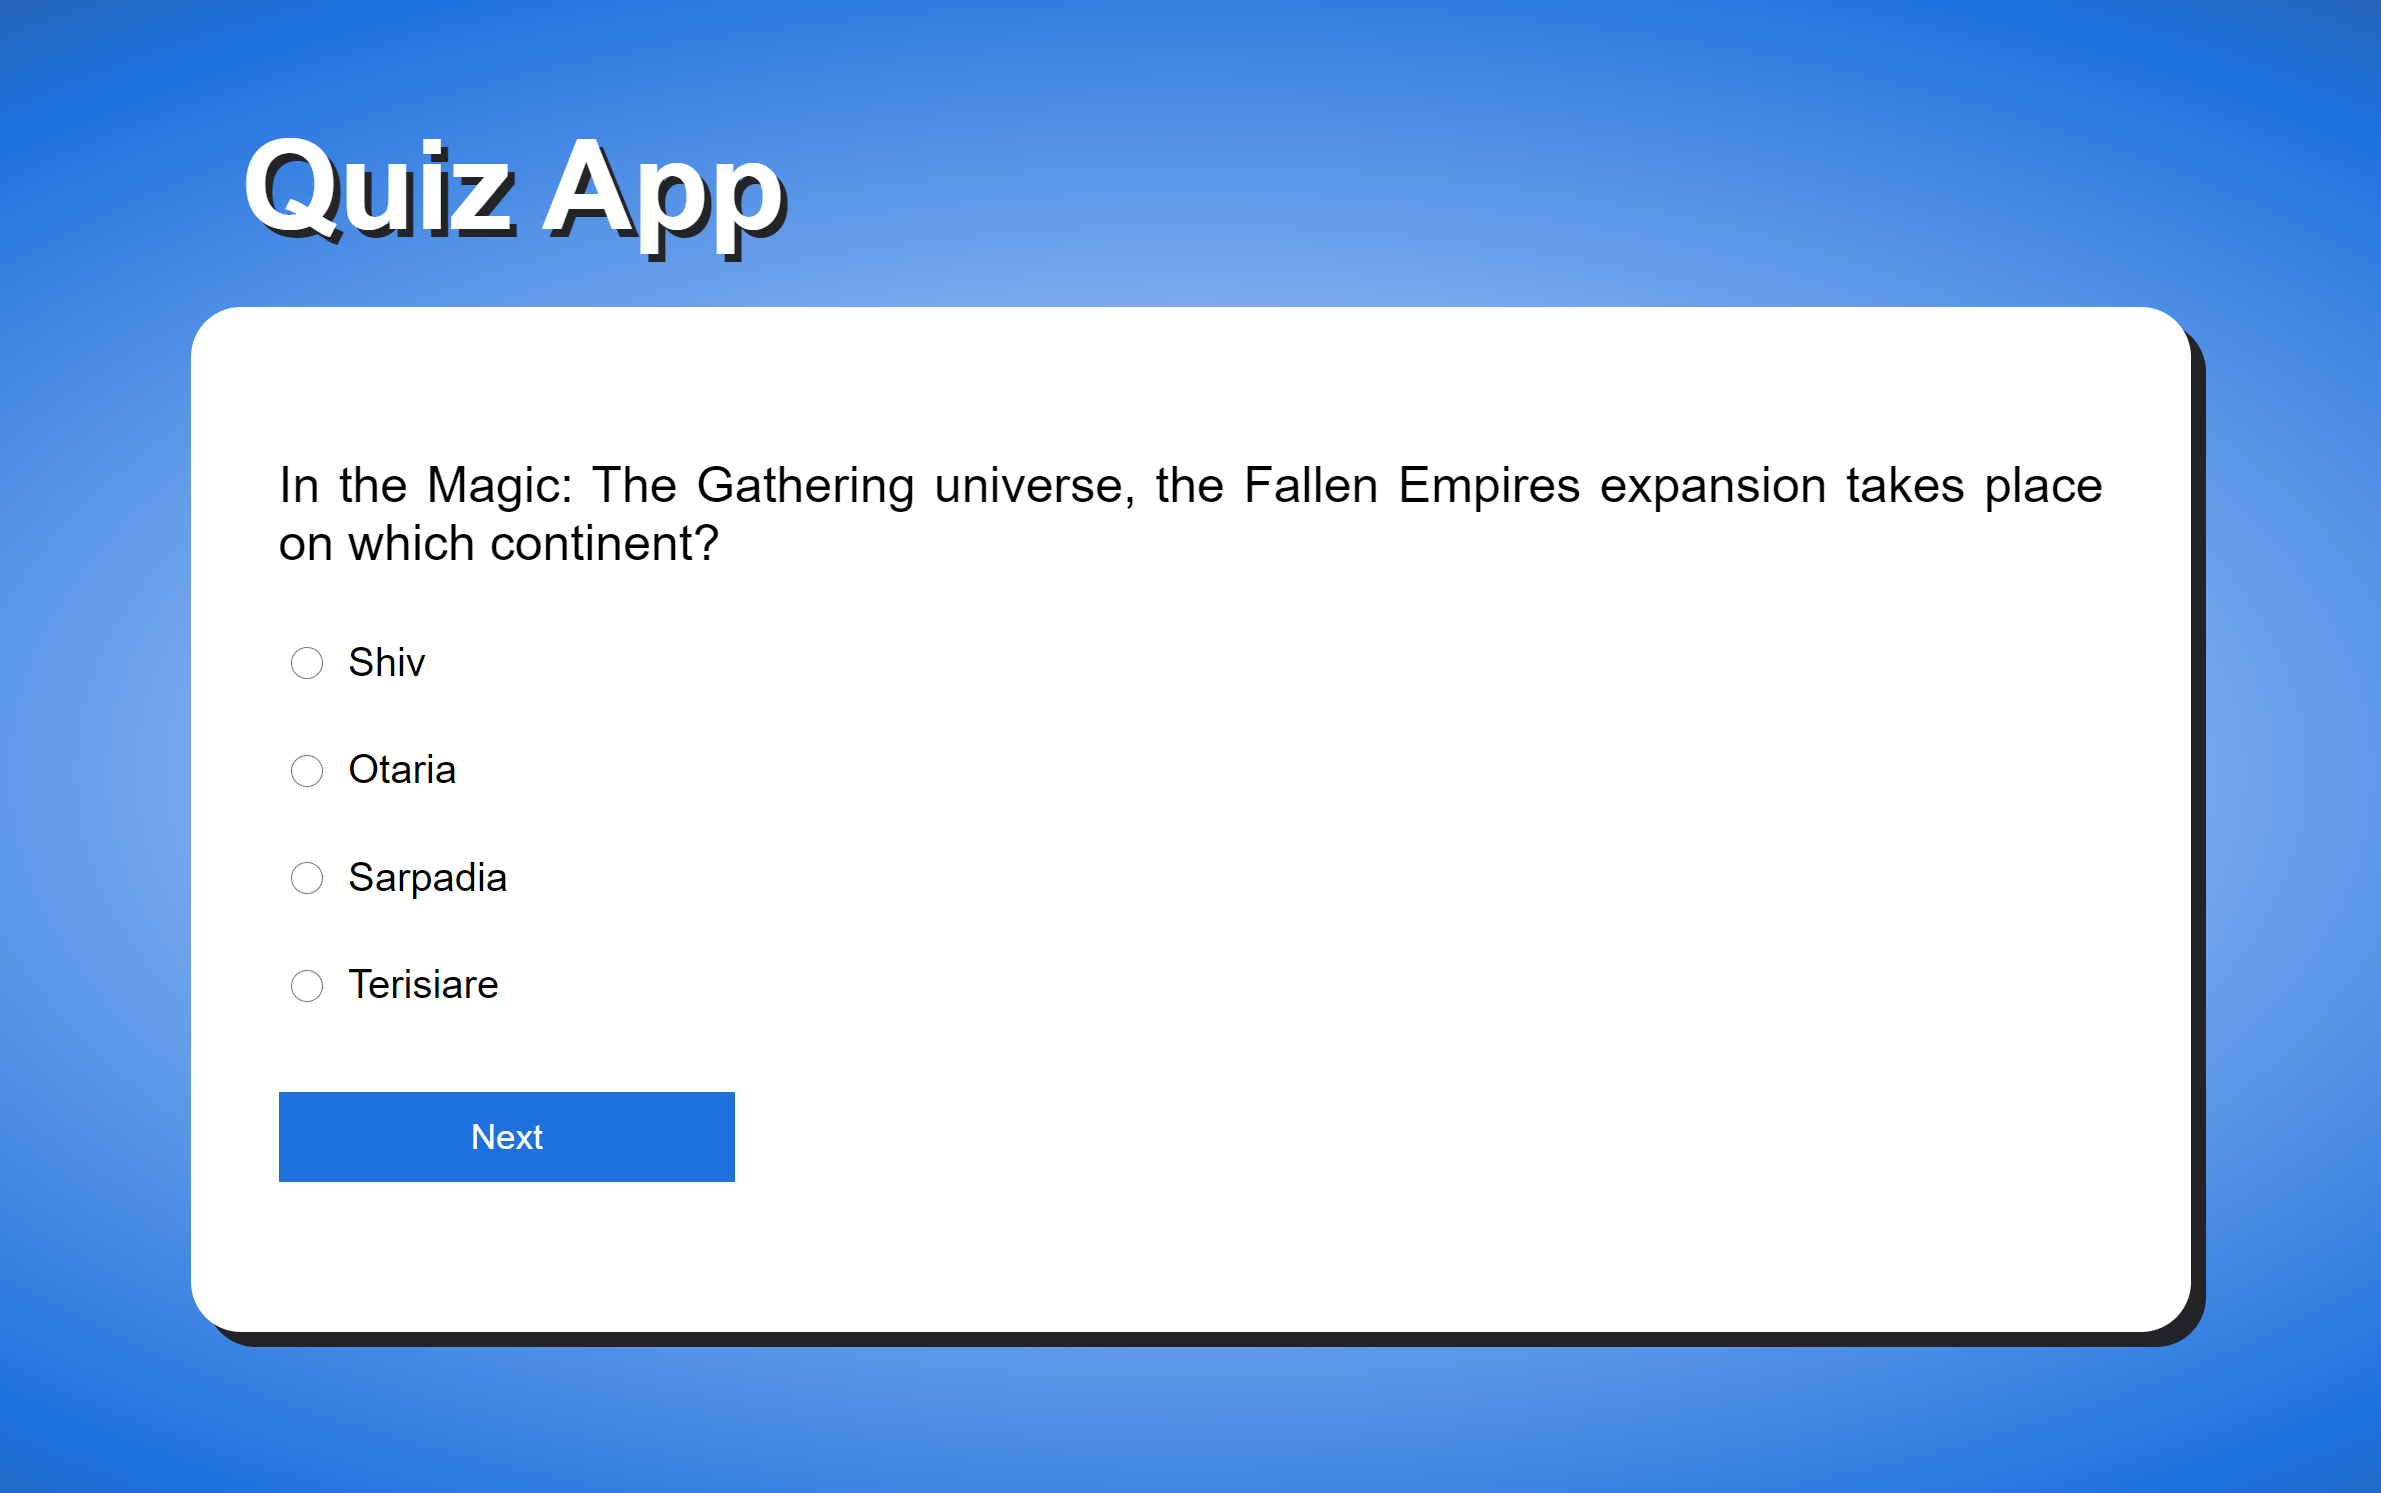 Quiz App
In the Magic: The Gathering universe, the Fallen Empires expansion takes place
on which continent?
Shiv
Otaria
Sarpadia
Terisiare
Next